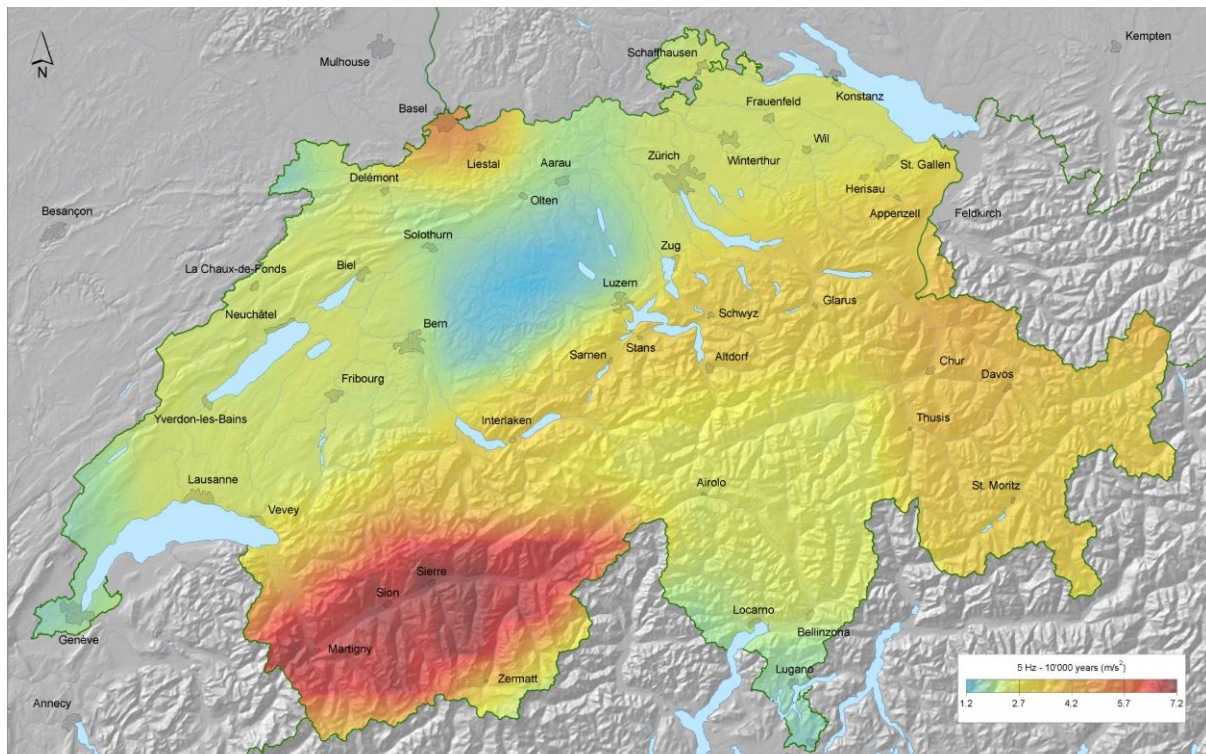 Kempten
Schaffhausen
Mulhouse
N
Konstanz
Frauenfeld
Basel
Wil
Liestal
Aarau
Zürich
Winterthur
St. Gallen
Delémont
Herisau
Olten
Appenzell
Besançon
Feldkirch
Solothurn
Zug
La Chaux-de-Fonds
Biel
Luzern
Glarus
Neuchâtel
Schwyz
Bern
Stans
Sarnen
Altdorf
Chur
Davos
Fribourg
Yverdon-les-Bains
Interlaken
Thusis
Lausanne
Airolo
St. Moritz
Vevey
Sierre
Sion
Locarno
Genève
Bellinzona
Martigny
Lugano
5 Hz - 10'000 years (m/s²)
Zermatt
Annecy
1.2 2.7 4.2 5.7 7.2